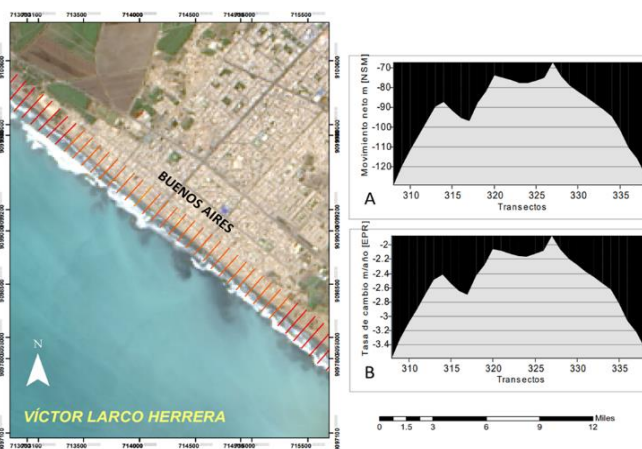 714000 715500
BUENOS AIRES
N
VÍCTOR LARCO HERRERA
714000 715500
Movimiento neto m [NSM]
-70
-80
-90
-100
-110
-120
310 315 320 325 330 335
Transectos
A
Tasa de cambio m/año [EPR]
-2
-2.2
-2.4
-2.6
-2.8
-3
-3.2
-3.4
310 315 320 325 330 335
Transectos
B
Miles
0 1.5 3 6 9 12